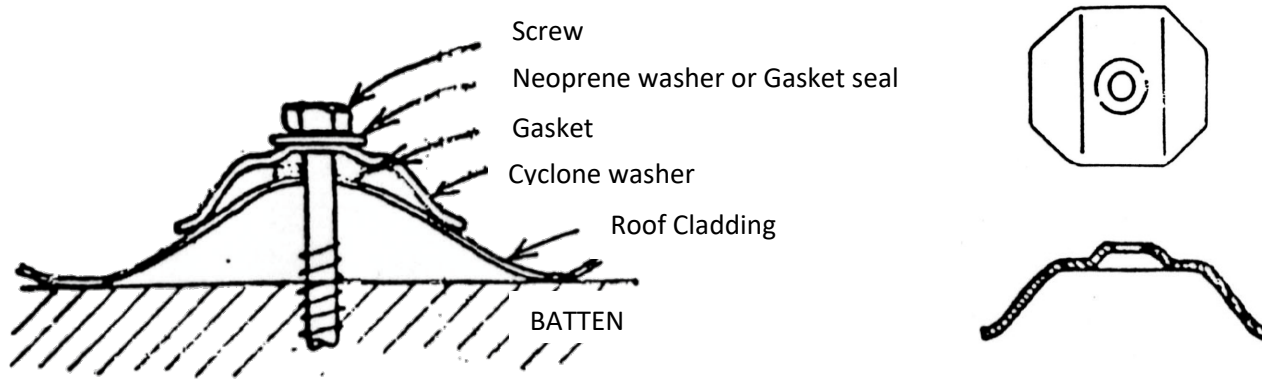 Screw
Neoprene washer or Gasket seal
Gasket
Cyclone washer
Roof Cladding
BATTEN